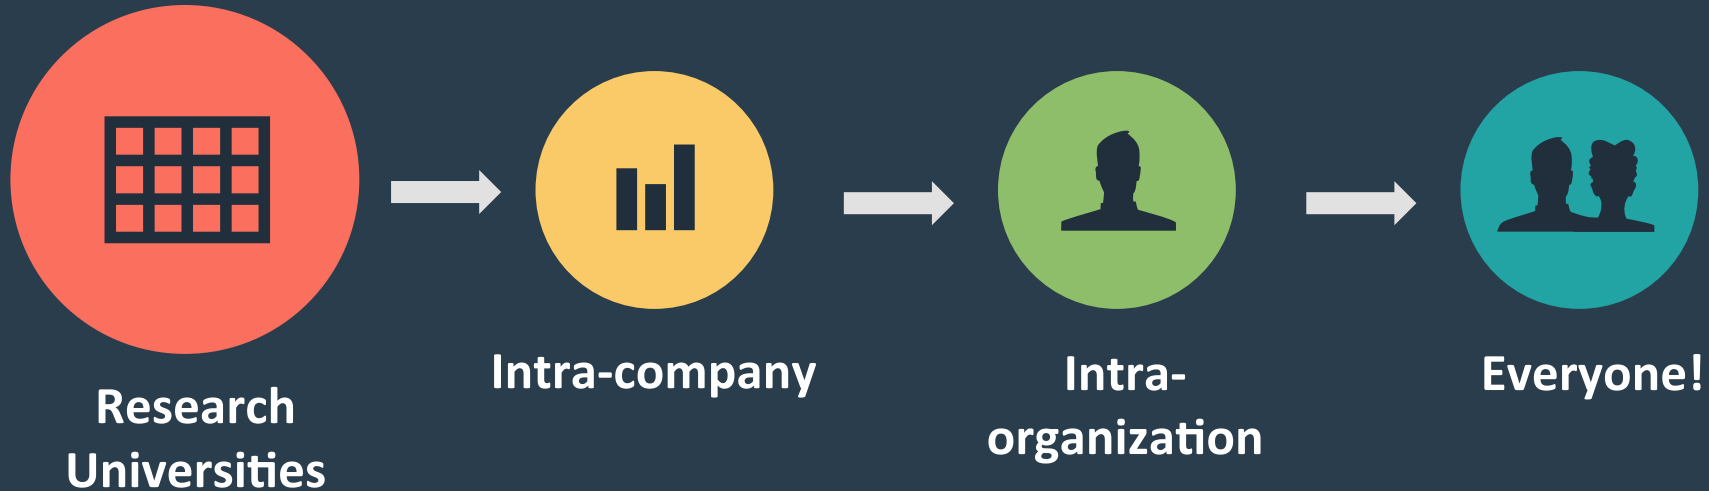 Research
Universities
Intra-company
Intra-
organization
Everyone!